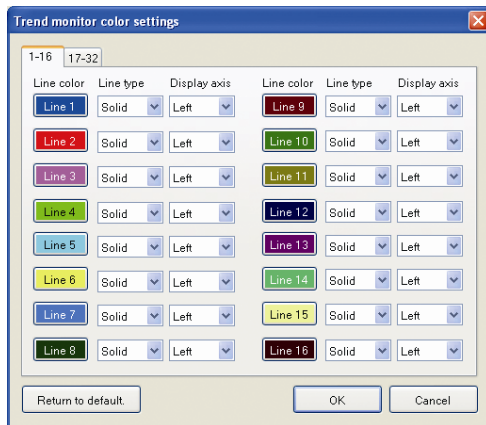 Trend monitor color settings
1-16 17-32
Line color Line type Display axis Line color Line type Display axis
Line 1 Solid Left Line 9 Solid Left
Line 2 Solid Left Line 10 Solid Left
Line 3 Solid Left Line 11 Solid Left
Line 4 Solid Left Line 12 Solid Left
Line 5 Solid Left Line 13 Solid Left
Line 6 Solid Left Line 14 Solid Left
Line 7 Solid Left Line 15 Solid Left
Line 8 Solid Left Line 16 Solid Left
Return to default. OK Cancel